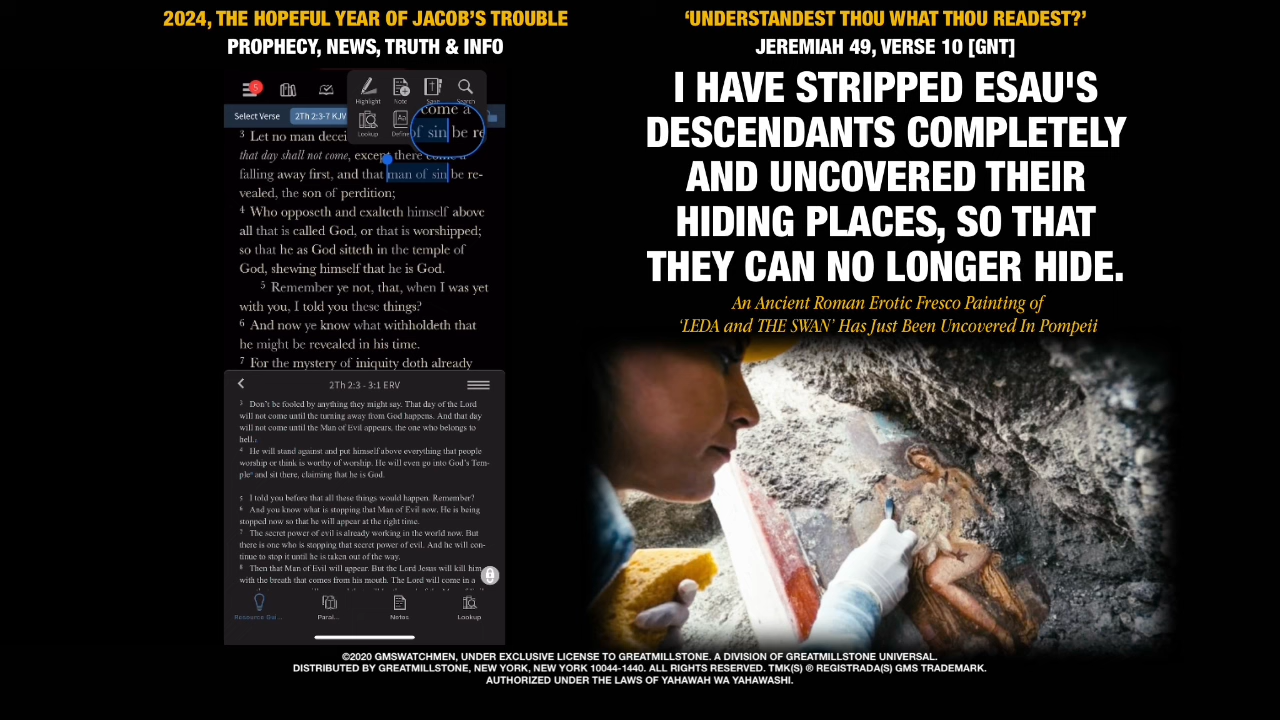 2024, THE HOPEFUL YEAR OF JACOB'S TROUBLE
PROPHECY, NEWS, TRUTH & INFO
5
Highlight
Note
Save
Search
Lookup
Define
Select Verse
2Th 2:3-7 KJV
come a
of sin be re
3 Let no man decei
that day shall not come, except there come a
falling away first, and that man of sin be re-
vealed, the son of perdition;
4 Who opposeth and exalteth himself above
all that is called God, or that is worshipped;
so that he as God sitteth in the temple of
God, shewing himself that he is God.
5 Remember ye not, that, when I was yet
with you, I told you these things?
6 And now ye know what withholdeth that
he might be revealed in his time.
7 For the mystery of iniquity doth already
2Th 2:3 - 3:1 ERV
3 Don't be fooled by anything they might say. That day of the Lord
will not come until the turning away from God happens. And that day
will not come until the Man of Evil appears, the one who belongs to
hell.
4 He will stand against and put himself above everything that people
worship or think is worthy of worship. He will even go into God's Tem-
ple and sit there, claiming that he is God.
5 I told you before that all these things would happen. Remember?
6 And you know what is stopping that Man of Evil now. He is being
stopped now so that he will appear at the right time.
7 The secret power of evil is already working in the world now. But
there is one who is stopping that secret power of evil. And he will con-
tinue to stop it until he is taken out of the way.
8 Then that Man of Evil will appear. But the Lord Jesus will kill him
with the breath that comes from his mouth. The Lord will come in a
Resource Gui...
Paral...
Notes
Lookup
'UNDERSTANDEST THOU WHAT THOU READEST?'
JEREMIAH 49, VERSE 10 [GNT]
I HAVE STRIPPED ESAU'S
DESCENDANTS COMPLETELY
AND UNCOVERED THEIR
HIDING PLACES, SO THAT
THEY CAN NO LONGER HIDE.
An Ancient Roman Erotic Fresco Painting of
'LEDA and THE SWAN' Has Just Been Uncovered In Pompeii
©2020 GMSWATCHMEN, UNDER EXCLUSIVE LICENSE TO GREATMILLSTONE. A DIVISION OF GREATMILLSTONE UNIVERSAL.
DISTRIBUTED BY GREATMILLSTONE, NEW YORK, NEW YORK 10044-1440. ALL RIGHTS RESERVED. TMK(S) ® REGISTRADA(S) GMS TRADEMARK.
AUTHORIZED UNDER THE LAWS OF YAHAWAH WA YAHAWASHI.